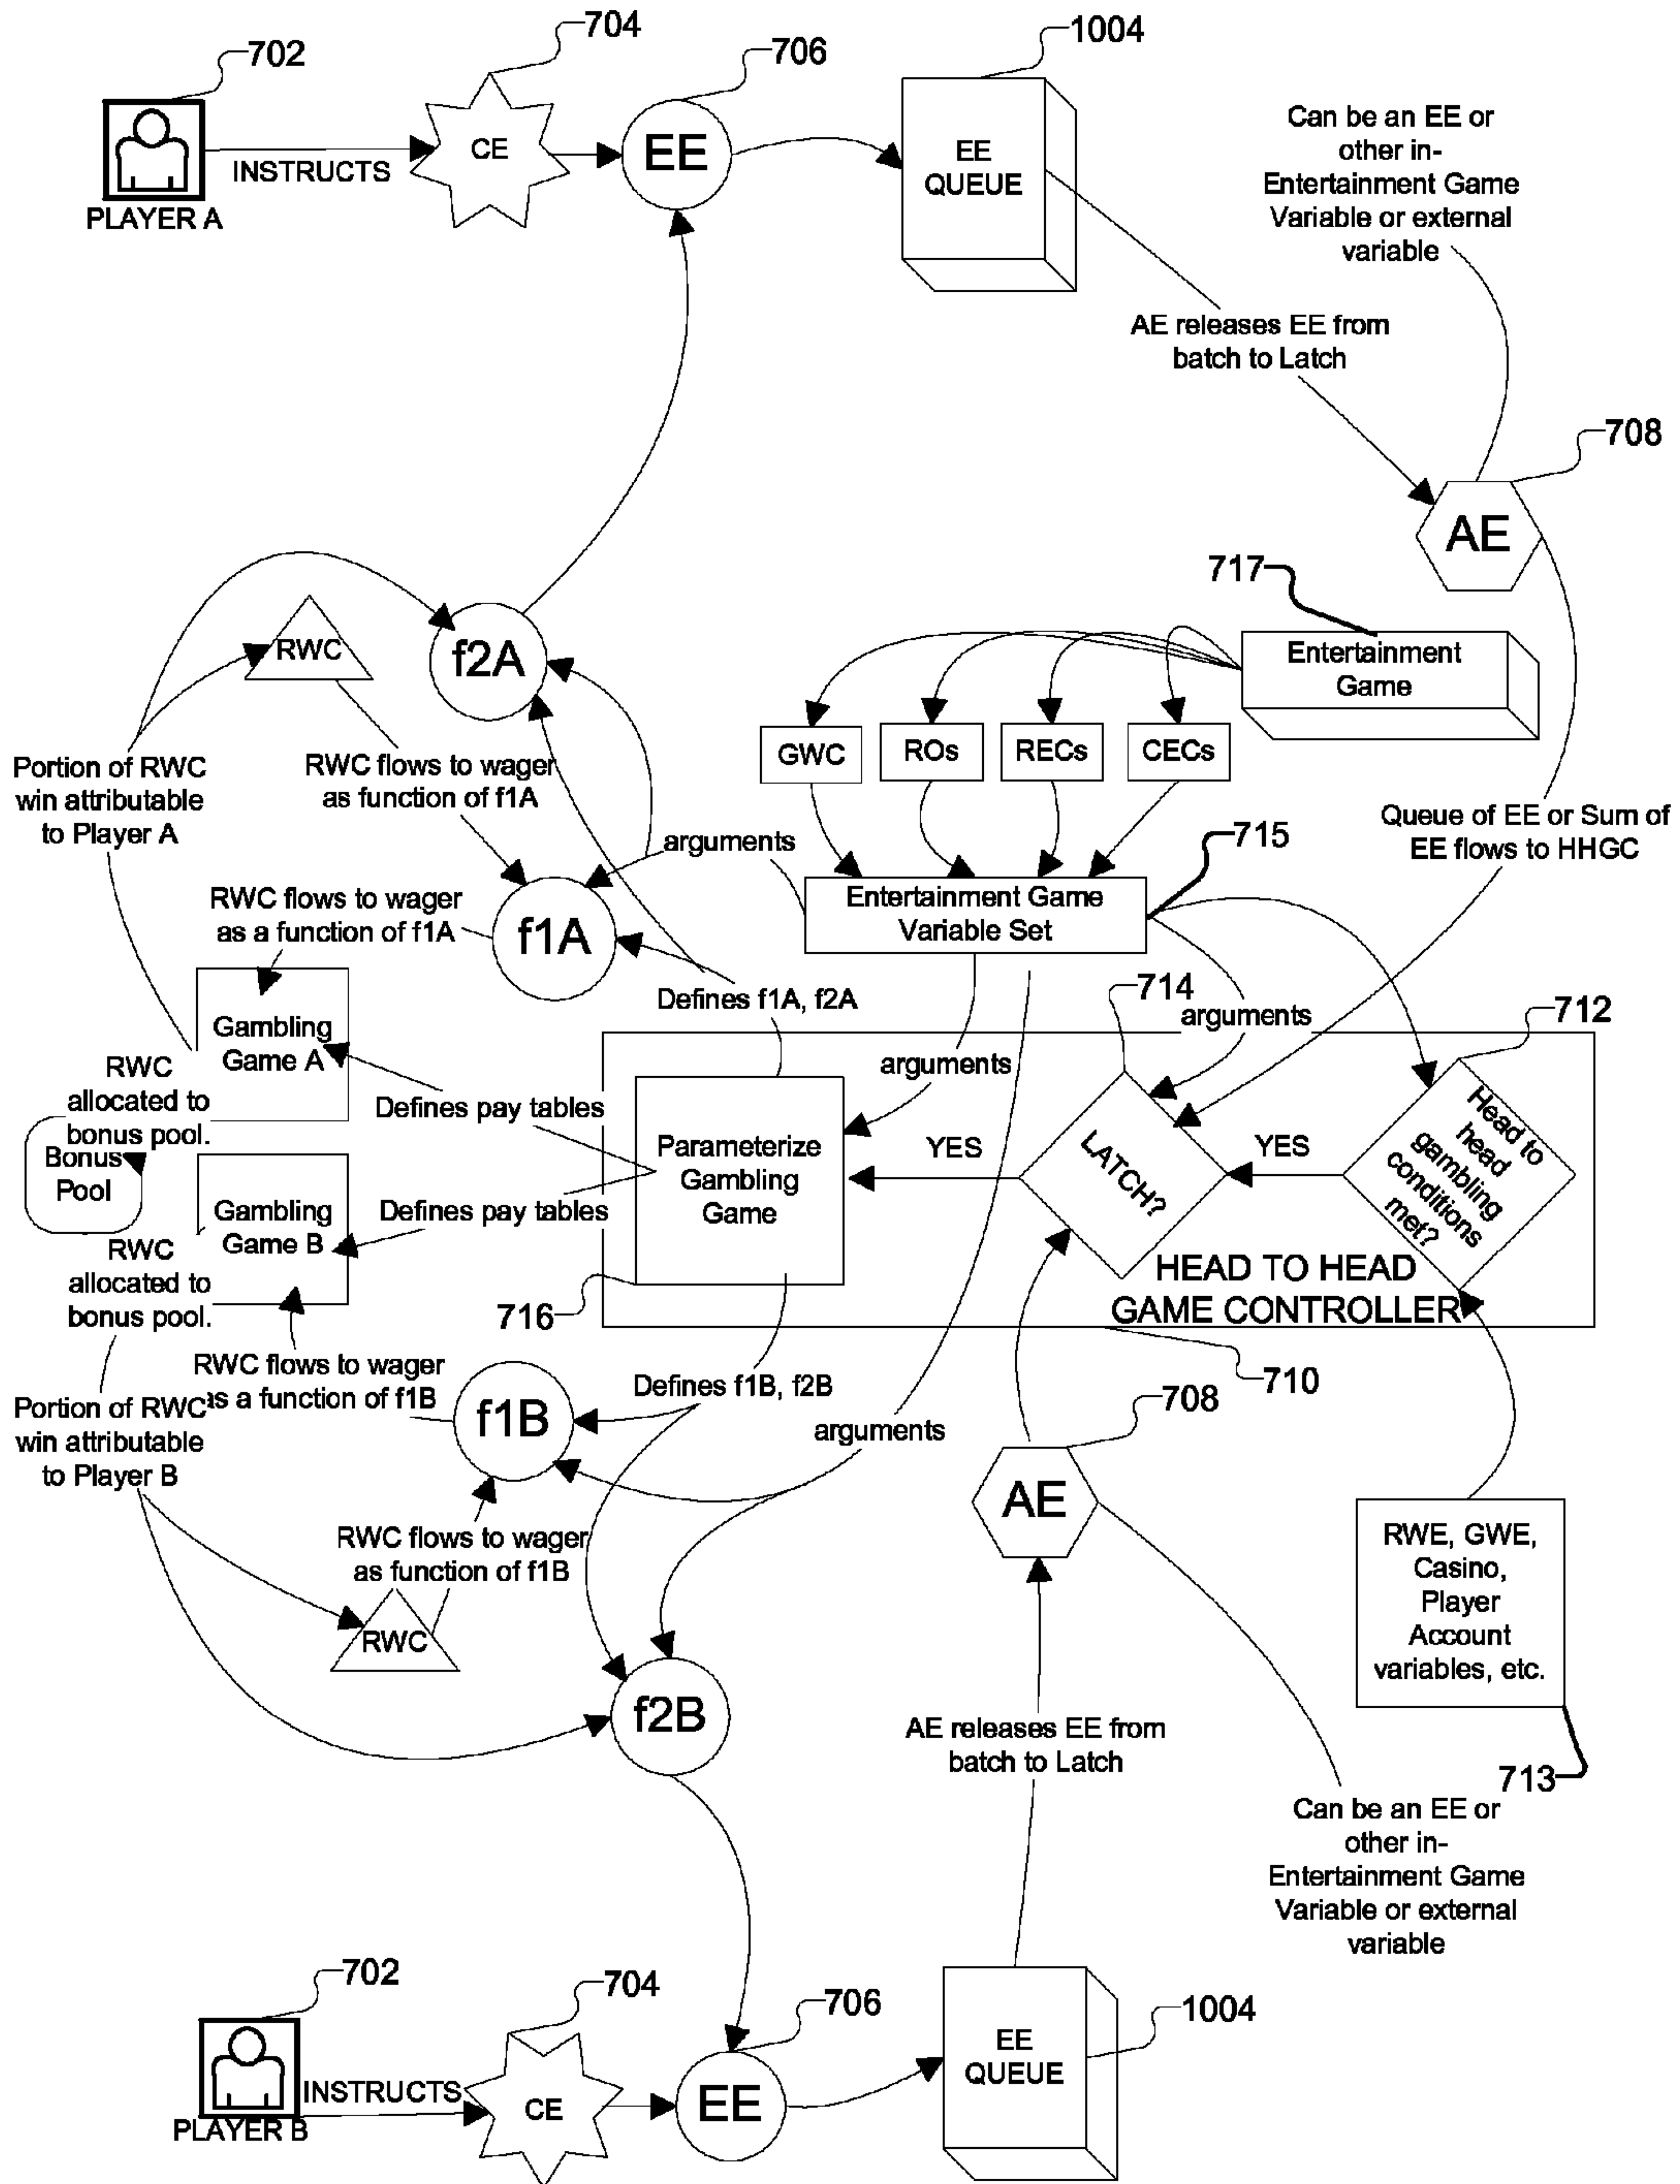 702
704
706
1004
PLAYER A
INSTRUCTS
CE
EE
EE
QUEUE
Can be an EE or
other in-
Entertainment Game
Variable or external
variable
AE releases EE from
batch to Latch
708
AE
717
Entertainment
Game
RWC
f2A
GWC
ROs
RECs
CECs
Portion of RWC
win attributable
to Player A
RWC flows to wager
as function of f1A
Queue of EE or Sum of
EE flows to HHGC
arguments
715
Entertainment Game
Variable Set
RWC flows to wager
as a function of f1A
f1A
Defines f1A, f2A
714
arguments
712
Gambling
Game A
arguments
RWC
allocated to
bonus pool.
Defines pay tables
Bonus
Pool
Parameterize
Gambling
Game
YES
LATCH?
YES
Head to
head
gambling
conditions
met?
Gambling
Game B
Defines pay tables
RWC
allocated to
bonus pool.
716
HEAD TO HEAD
GAME CONTROLLER
710
RWC flows to wager
as a function of f1B
f1B
Defines f1B, f2B
708
Portion of RWC
win attributable
to Player B
arguments
AE
RWC flows to wager
as function of f1B
RWC
RWE, GWE,
Casino,
Player
Account
variables, etc.
f2B
AE releases EE from
batch to Latch
713
Can be an EE or
other in-
Entertainment Game
Variable or external
variable
702
704
706
1004
PLAYER B
INSTRUCTS
CE
EE
EE
QUEUE